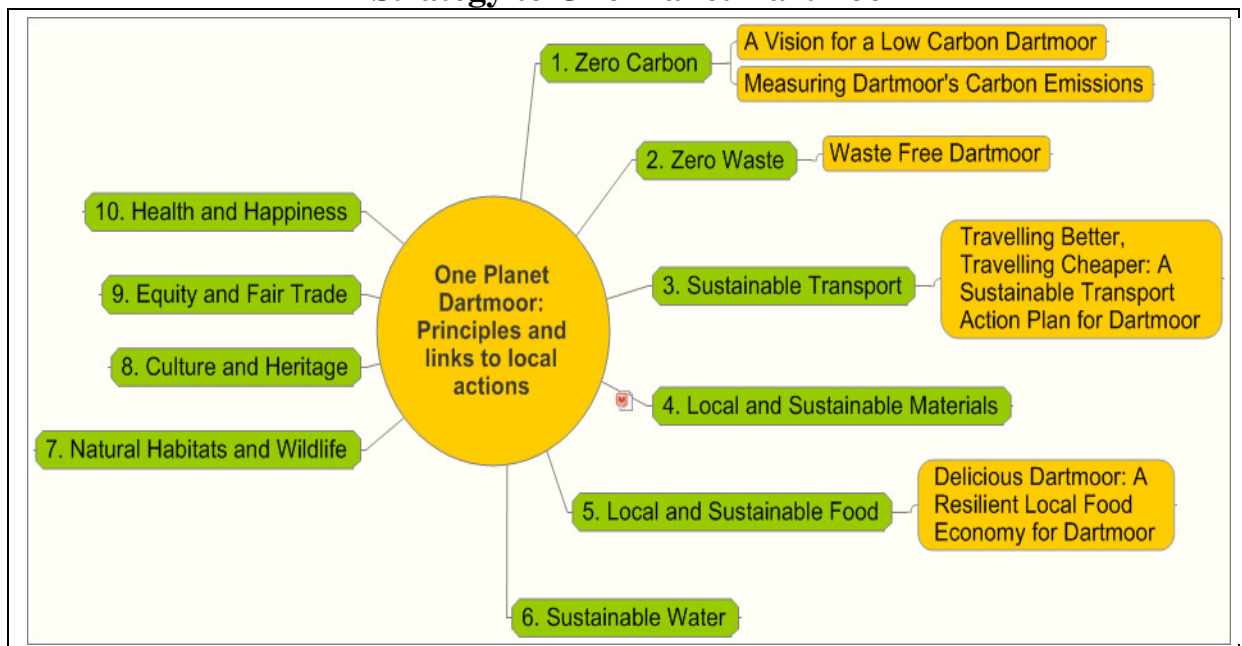 1. Zero Carbon
A Vision for a Low Carbon Dartmoor
Measuring Dartmoor's Carbon Emissions
2. Zero Waste
Waste Free Dartmoor
3. Sustainable Transport
Travelling Better,
Travelling Cheaper: A
Sustainable Transport
Action Plan for Dartmoor
4. Local and Sustainable Materials
5. Local and Sustainable Food
Delicious Dartmoor: A
Resilient Local Food
Economy for Dartmoor
6. Sustainable Water
7. Natural Habitats and Wildlife
8. Culture and Heritage
9. Equity and Fair Trade
10. Health and Happiness
One Planet
Dartmoor:
Principles and
links to local
actions